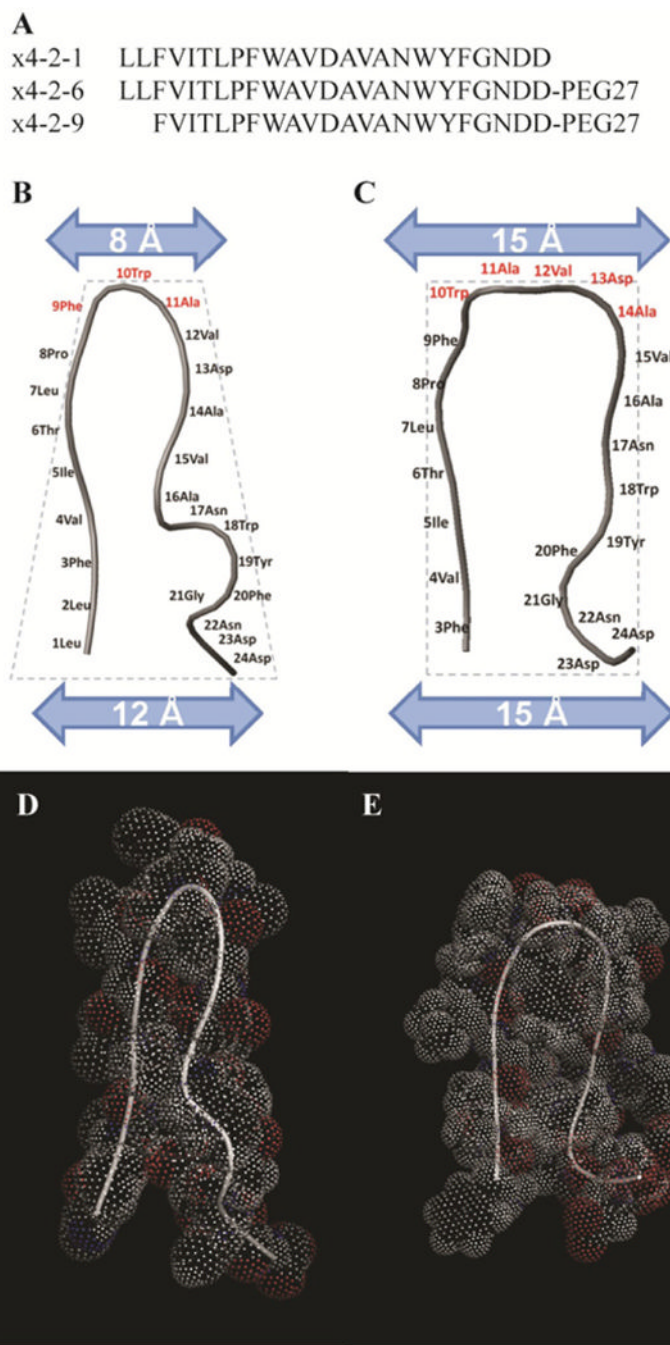 A
x4-2-1 LLFVITLPFWAVDAVANWYFGNDD
x4-2-6 LLFVITLPFWAVDAVANWYFGNDD-PEG27
x4-2-9 FVITLPFWAVDAVANWYFGNDD-PEG27
B
8 Å
10Trp
9Phe
11Ala
12Val
8Pro
13Asp
7Leu
14Ala
6Thr
15Val
5Ile
16Ala
17Asn
4Val
18Trp
3Phe
19Tyr
21Gly
20Phe
2Leu
22Asn
23Asp
1Leu
24Asp
12 Å
C
15 Å
11Ala
12Val
13Asp
10Trp
14Ala
9Phe
15Val
8Pro
16Ala
7Leu
17Asn
6Thr
18Trp
5Ile
19Tyr
20Phe
4Val
21Gly
22Asn
3Phe
24Asp
23Asp
15 Å
D
E